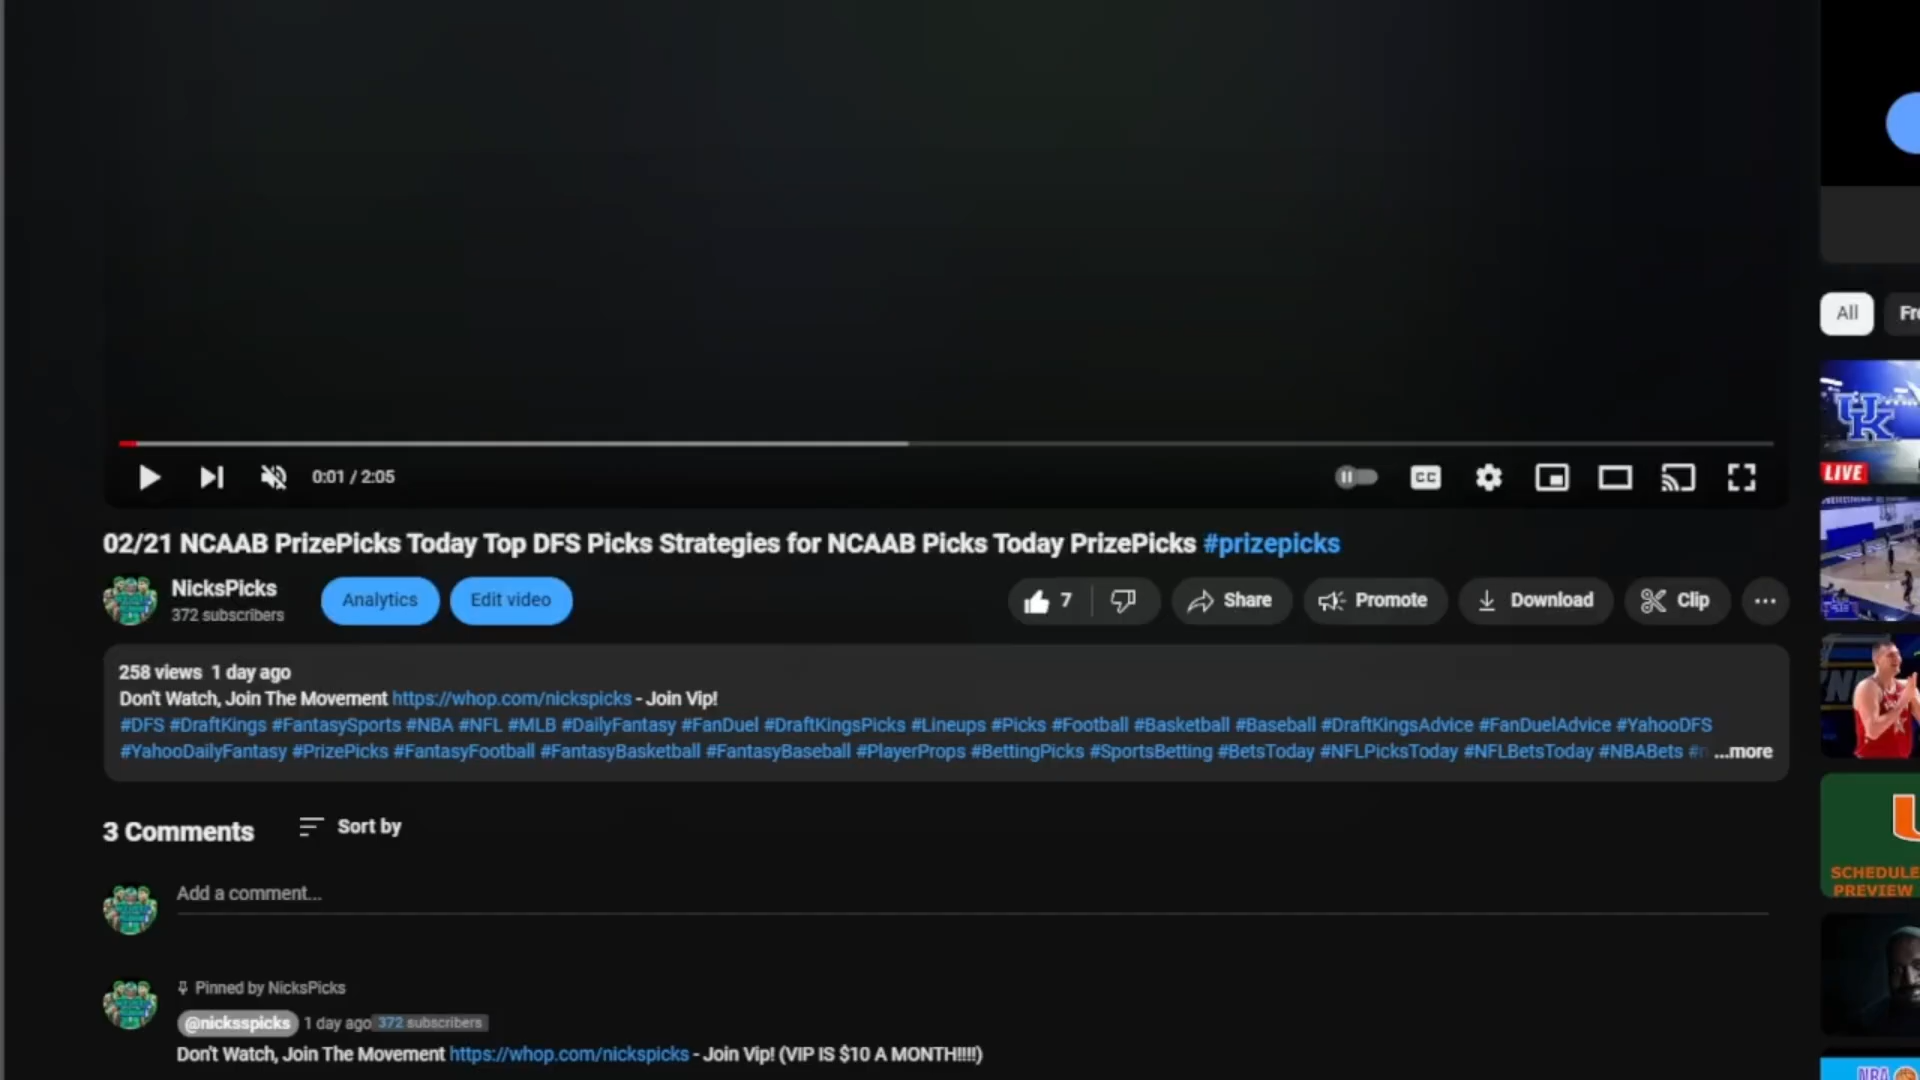 0:01 / 2:05
CC
02/21 NCAAB PrizePicks Today Top DFS Picks Strategies for NCAAB Picks Today PrizePicks #prizepicks
NicksPicks
372 subscribers
Analytics
Edit video
7
Share
Promote
Download
Clip
258 views 1 day ago
Don't Watch, Join The Movement https://whop.com/nickspicks - Join Vip!
#DFS #DraftKings #FantasySports #NBA #NFL #MLB #DailyFantasy #FanDuel #DraftKingsPicks #Lineups #Picks #Football #Basketball #Baseball #DraftKingsAdvice #FanDuelAdvice #YahooDFS
#YahooDailyFantasy #PrizePicks #FantasyFootball #FantasyBasketball #FantasyBaseball #PlayerProps #BettingPicks #SportsBetting #BetsToday #NFLPicksToday #NFLBetsToday #NBABets #n ...more
3 Comments
Sort by
Add a comment...
Pinned by NicksPicks
@nicksspicks 1 day ago 372 subscribers
Don't Watch, Join The Movement https://whop.com/nickspicks - Join Vip! (VIP IS $10 A MONTH!!!!)
All
Fro
UK
LIVE
U
SCHEDULE
PREVIEW
NBA